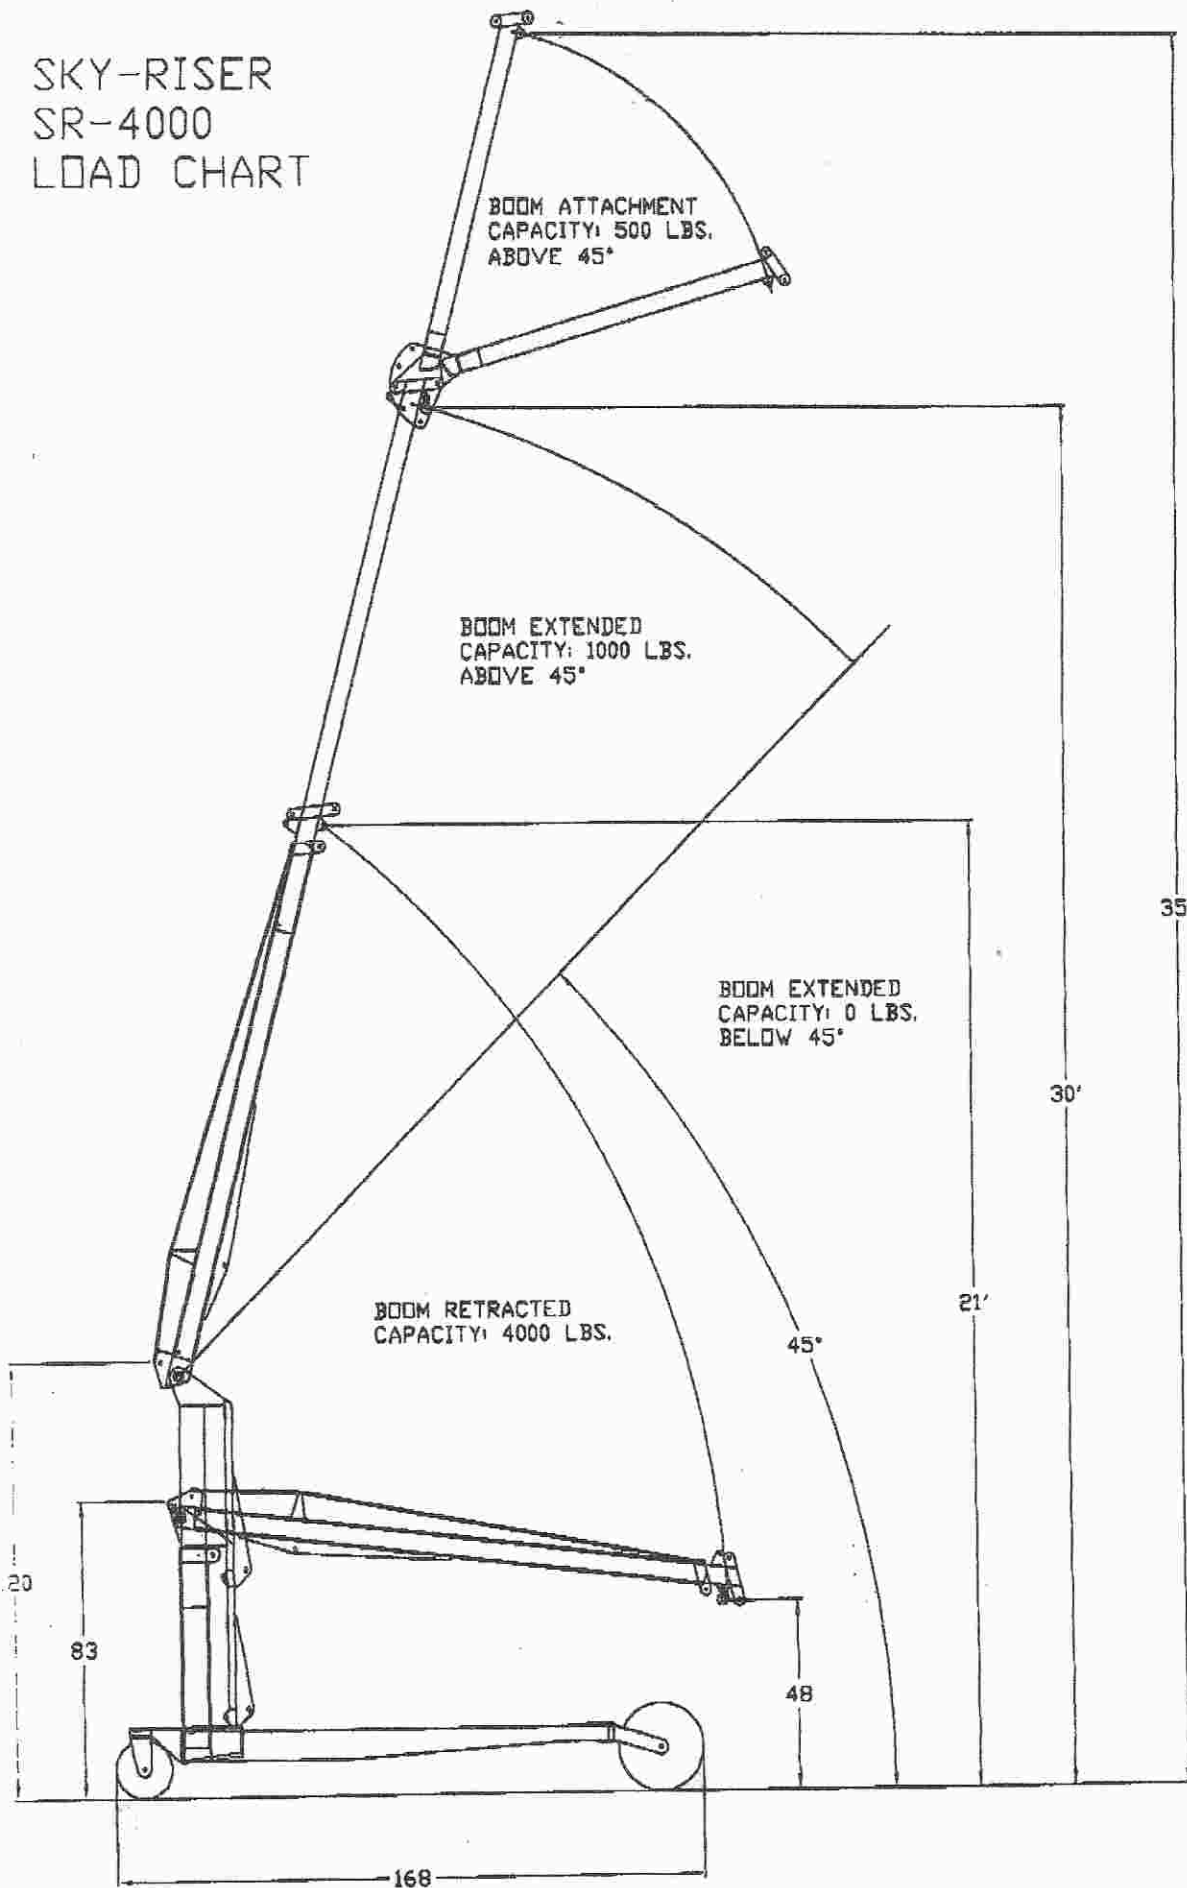 SKY-RISER
SR-4000
LOAD CHART
BOOM ATTACHMENT
CAPACITY: 500 LBS.
ABOVE 45°
BOOM EXTENDED
CAPACITY: 1000 LBS.
ABOVE 45°
35
BOOM EXTENDED
CAPACITY: 0 LBS.
BELOW 45°
30'
BOOM RETRACTED
CAPACITY: 4000 LBS.
21'
45°
20
83
48
168